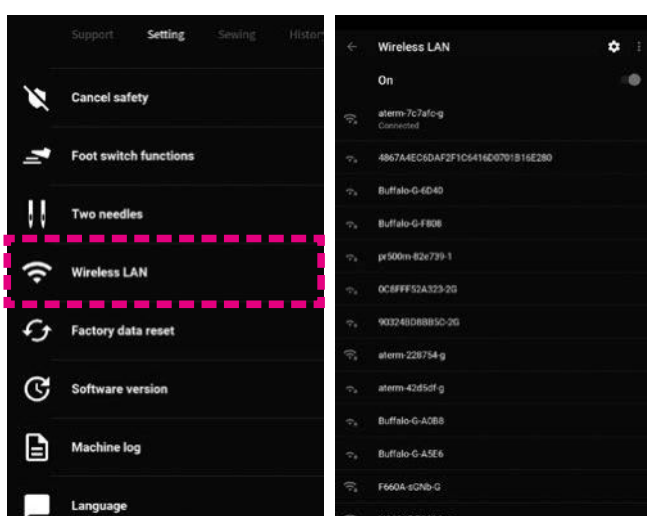 Support Setting Sewing History
Cancel safety
Foot switch functions
Two needles
Wireless LAN
Factory data reset
Software version
Machine log
Language
Wireless LAN
On
aterm-7c7afc-g
Connected
4867A4EC6DAF2F1C6416D0701B16E280
Buffalo-G-6D40
Buffalo-G-F808
pr500m-82e739-1
0C8FFF52A323-2G
90324BD8BB5C-2G
aterm-228754-g
aterm-42d5df-g
Buffalo-G-A0B8
Buffalo-G-A5E6
F660A-sGNb-G